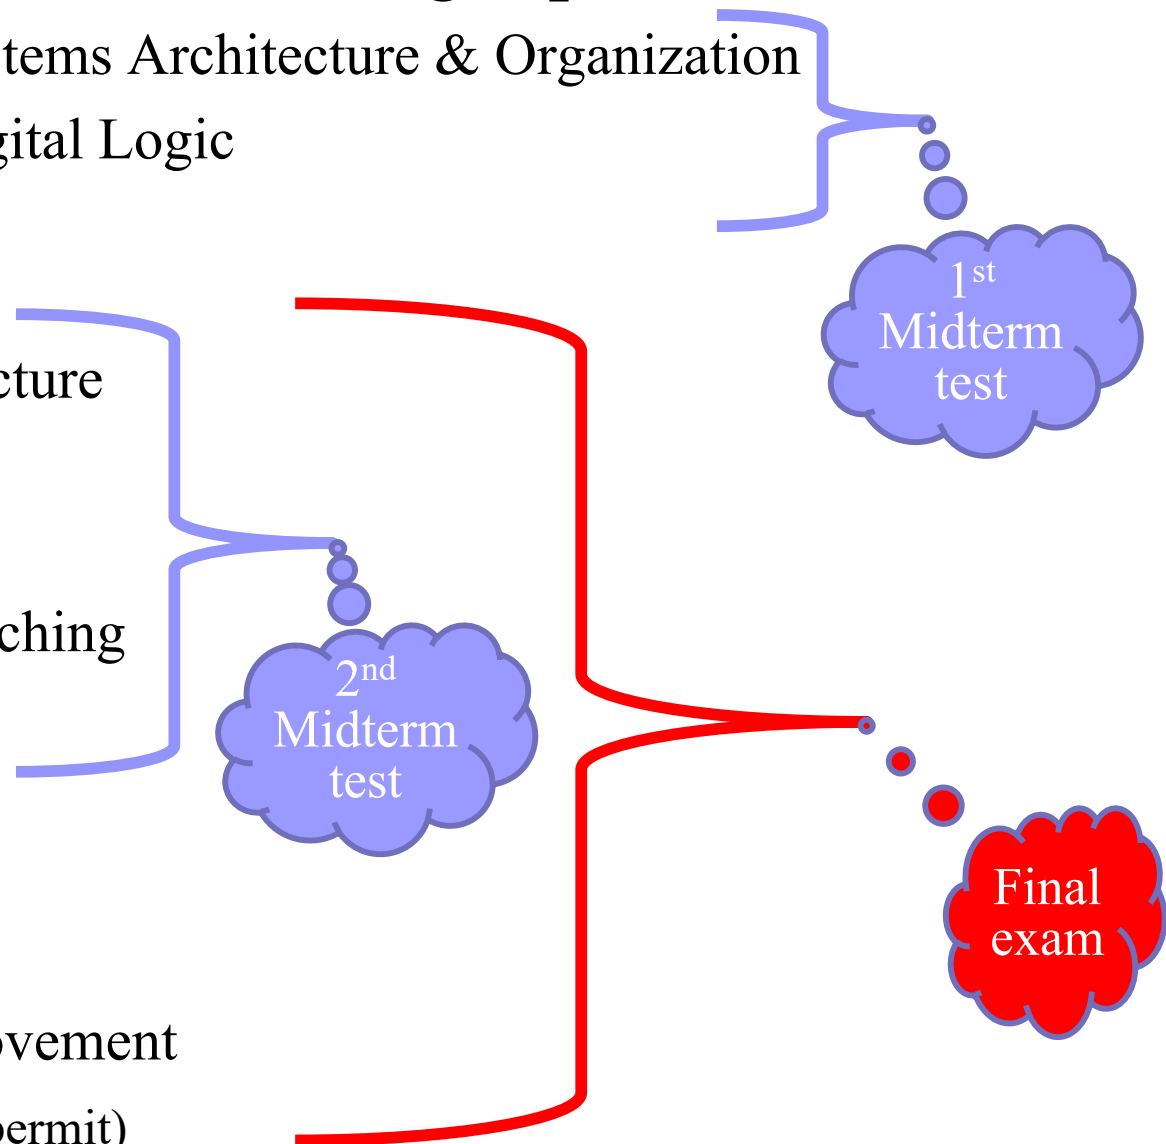 tems Architecture & Organization
gital Logic
1st
Midterm
test
cture
ching
2nd
Midterm
test
Final
exam
ovement
permit)